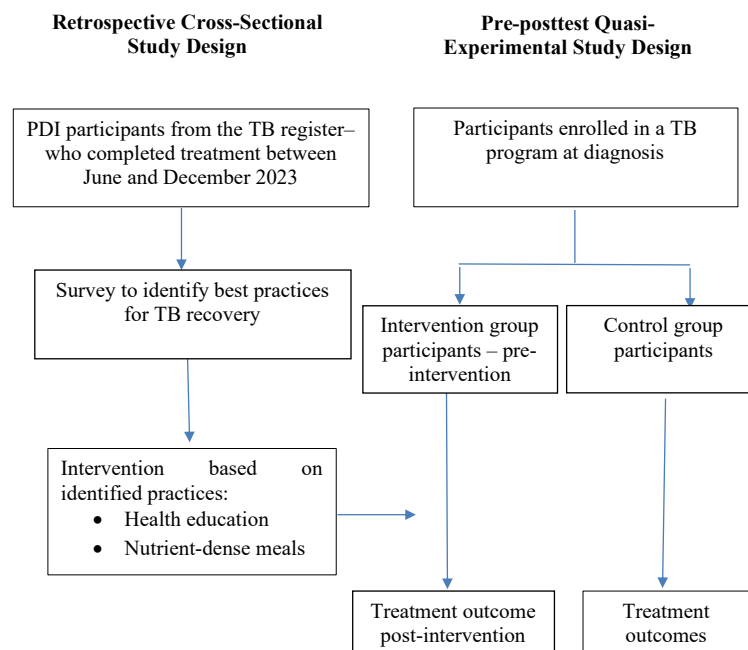 Retrospective Cross-Sectional
Study Design
PDI participants from the TB register–
who completed treatment between
June and December 2023
Survey to identify best practices
for TB recovery
Intervention based on
identified practices:
• Health education
• Nutrient-dense meals
Pre-posttest Quasi-
Experimental Study Design
Participants enrolled in a TB
program at diagnosis
Intervention group
participants – pre-
intervention
Control group
participants
Treatment outcome
post-intervention
Treatment
outcomes